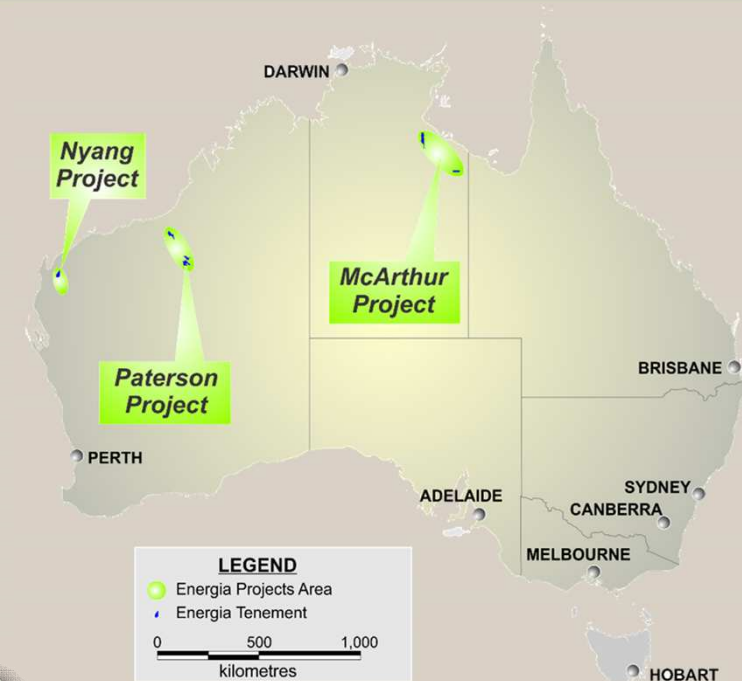 DARWIN
Nyang
Project
McArthur
Project
Paterson
Project
BRISBANE
PERTH
ADELAIDE
SYDNEY
CANBERRA
MELBOURNE
LEGEND
Energia Projects Area
Energia Tenement
0 500 1,000
kilometres
HOBART